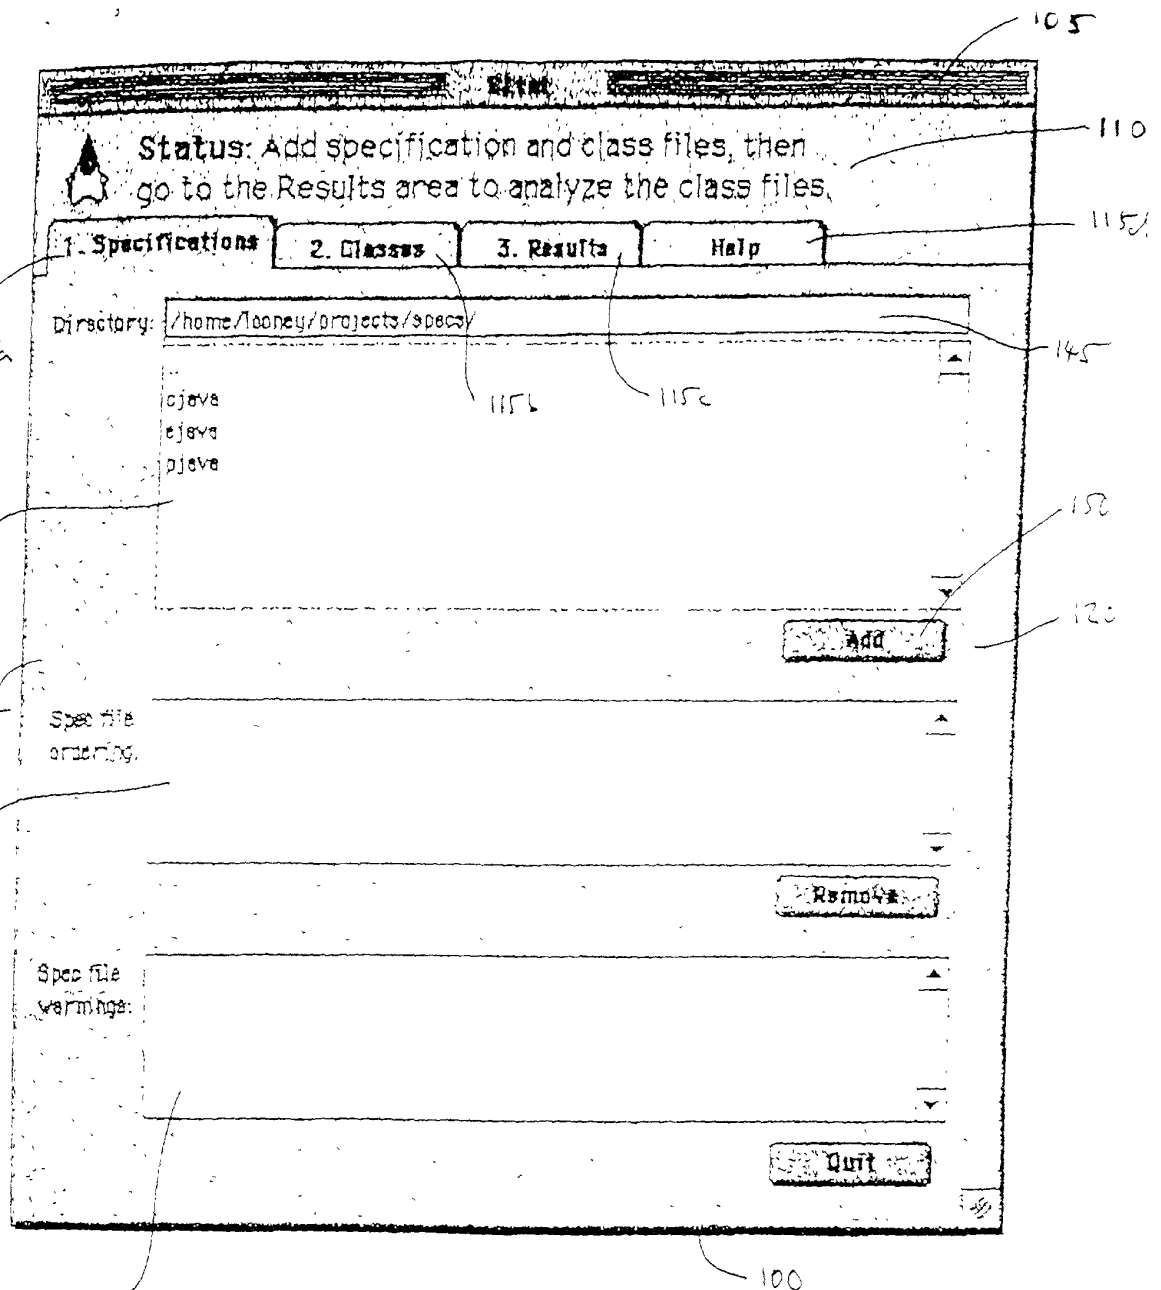 105
Status: Add specification and class files, then
110
go to the Results area to analyze the class files.
115d
1. Specifications 2. Classes 3. Results Help
Directory: /home/looney/projects/specs/
145
..
cjava
115b 115c
ejava
pjava
150
Add
120
Spec file
ordering:
Remove
Spec file
warnings:
Quit
100